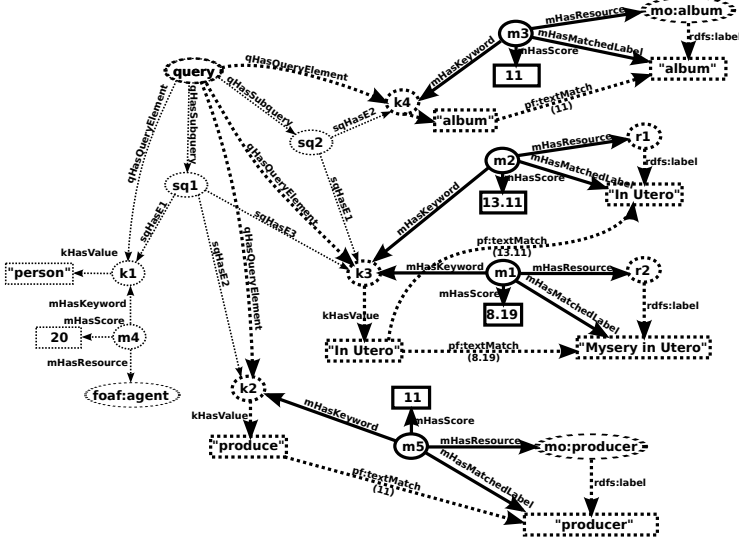 mHasResource
mo:album
m3
mHasMatchedLabel
rdfs:label
query
qHasQueryElement
mHasKeyword
mHasScore
11
"album"
qHasSubquery
k4
pf:textMatch
(11)
"album"
sqHasE2
qHasQueryElement
qHasSubquery
sq2
mHasResource
r1
qHasQueryElement
m2
mHasMatchedLabel
rdfs:label
mHasScore
sq1
sqHasE1
mHasKeyword
13.11
"In Utero"
sqHasE1
sqHasE3
kHasValue
sqHasE2
qHasQueryElement
pf:textMatch
(13.11)
"person"
k1
k3
mHasKeyword
m1
mHasResource
r2
mHasKeyword
mHasScore
mHasMatchedLabel
rdfs:label
mHasScore
kHasValue
8.19
20
m4
"In Utero"
pf:textMatch
(8.19)
"Mysery in Utero"
mHasResource
foaf:agent
k2
11
kHasValue
mHasKeyword
mHasScore
"produce"
m5
mHasResource
mo:producer
mHasMatchedLabel
pf:textMatch
(11)
rdfs:label
"producer"